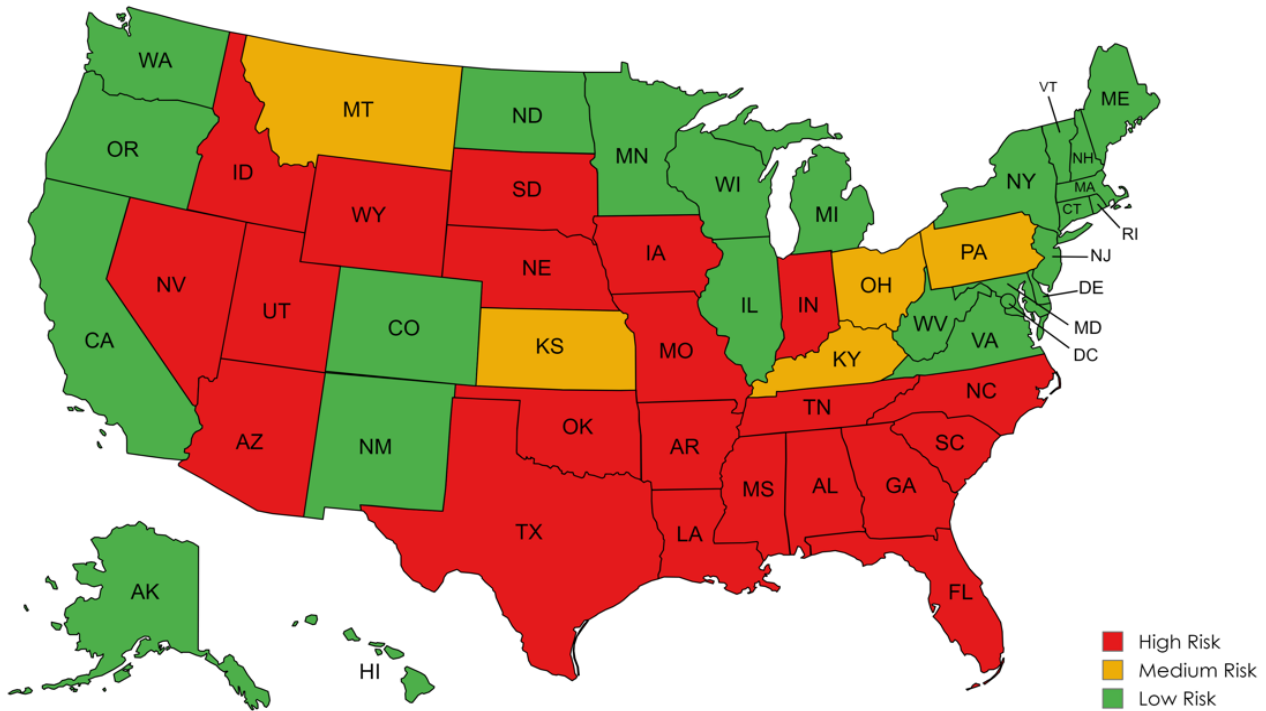 WA
MT
ND
MN
VT
ME
OR
ID
SD
WI
NY
NH
MA
CT
RI
WY
MI
NV
UT
NE
IA
PA
NJ
CA
CO
KS
MO
IL
IN
OH
WV
VA
DE
MD
DC
KY
AZ
NM
OK
AR
TN
NC
SC
TX
LA
MS
AL
GA
FL
AK
HI
High Risk
Medium Risk
Low Risk